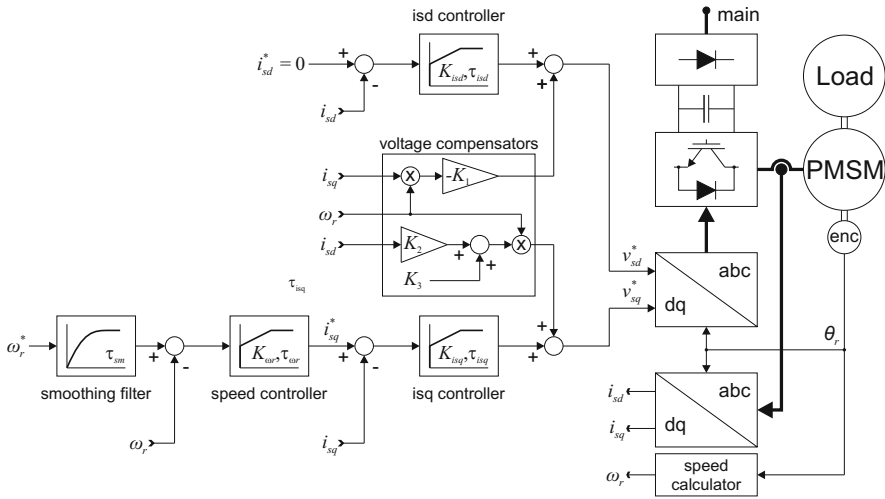 isd controller
main
i*sd = 0
+
-
Kisd, τisd
+
+
Load
isd
voltage compensators
isq
x
-K1
PMSM
ωr
isd
K2
+
+
x
enc
K3
v*sd
abc
τisq
v*sq
dq
ω*r
τsm
+
-
Kωr, τωr
i*sq
+
-
Kisq, τisq
+
+
θr
smoothing filter
speed controller
isq controller
isd
abc
isq
dq
ωr
isq
ωr
speed
calculator